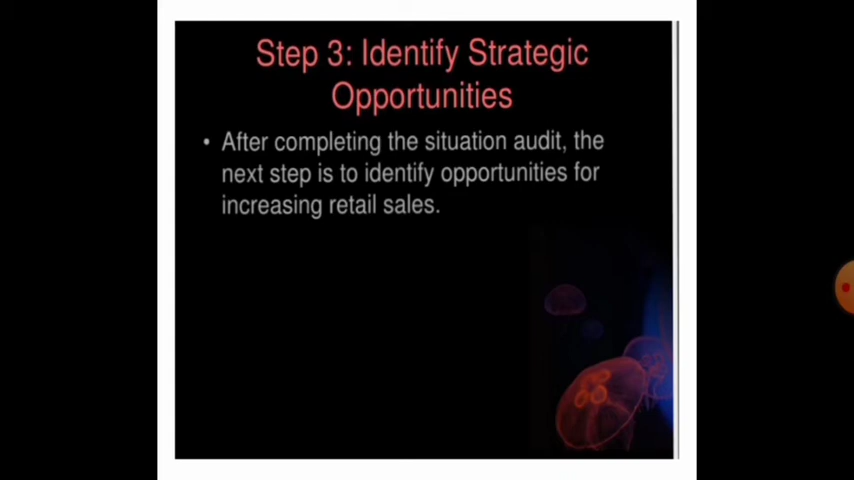 Step 3: Identify Strategic
Opportunities
• After completing the situation audit, the
next step is to identify opportunities for
increasing retail sales.